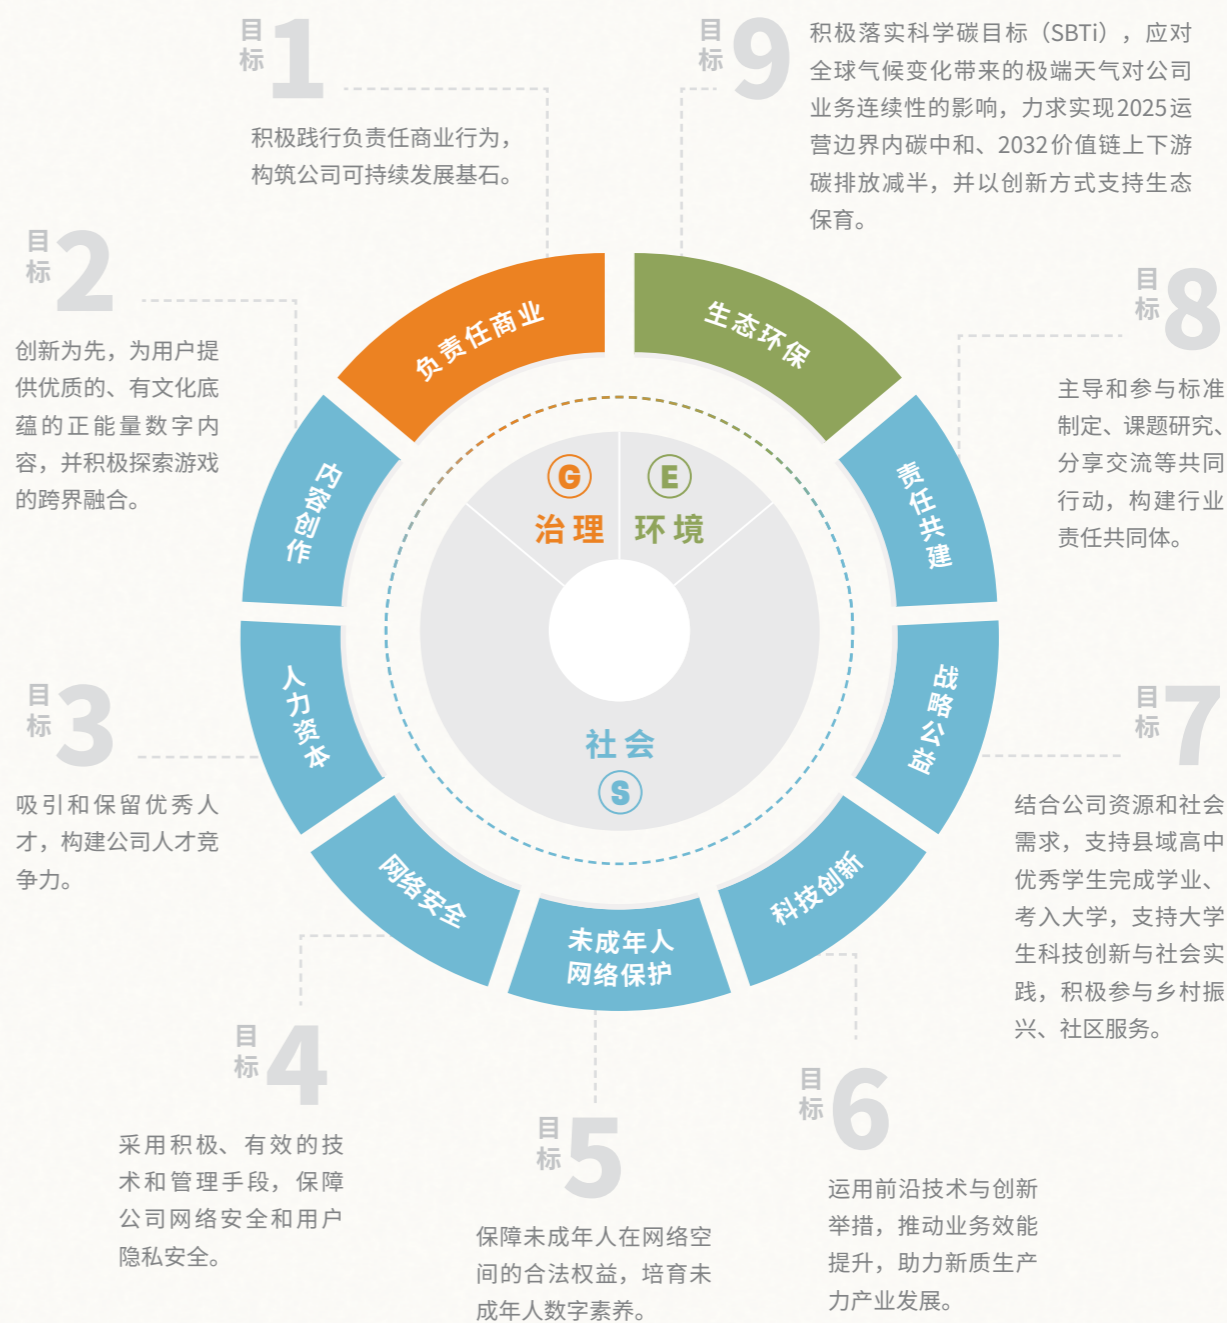 目标1
积极践行负责任商业行为，
构筑公司可持续发展基石。
目标9
积极落实科学碳目标（SBTi），应对
全球气候变化带来的极端天气对公司
业务连续性的影响，力求实现2025运
营边界内碳中和、2032价值链上下游
碳排放减半，并以创新方式支持生态
保育。
目标2
创新为先，为用户提
供优质的、有文化底
蕴的正能量数字内
容，并积极探索游戏
的跨界融合。
目标8
主导和参与标准
制定、课题研究、
分享交流等共同
行动，构建行业
责任共同体。
负责任商业
生态环保
内容创作
责任共建
G
治理
E
环境
人力资本
战略公益
社会
S
网络安全
科技创新
未成年人
网络保护
目标3
吸引和保留优秀人
才，构建公司人才竞
争力。
目标7
结合公司资源和社会
需求，支持县域高中
优秀学生完成学业、
考入大学，支持大学
生科技创新与社会实
践，积极参与乡村振
兴、社区服务。
目标4
采用积极、有效的技
术和管理手段，保障
公司网络安全和用户
隐私安全。
目标5
保障未成年人在网络空
间的合法权益，培育未
成年人数字素养。
目标6
运用前沿技术与创新
举措，推动业务效能
提升，助力新质生产
力产业发展。